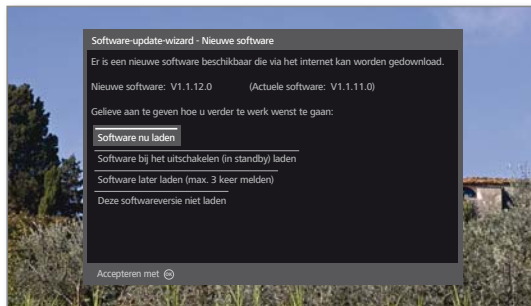 Software-update-wizard - Nieuwe software
Er is een nieuwe software beschikbaar die via het internet kan worden gedownload.
Nieuwe software: V1.1.12.0 (Actuele software: V1.1.11.0)
Gelieve aan te geven hoe u verder te werk wenst te gaan:
Software nu laden
Software bij het uitschakelen (in standby) laden
Software later laden (max. 3 keer melden)
Deze softwareversie niet laden
Accepteren met OK